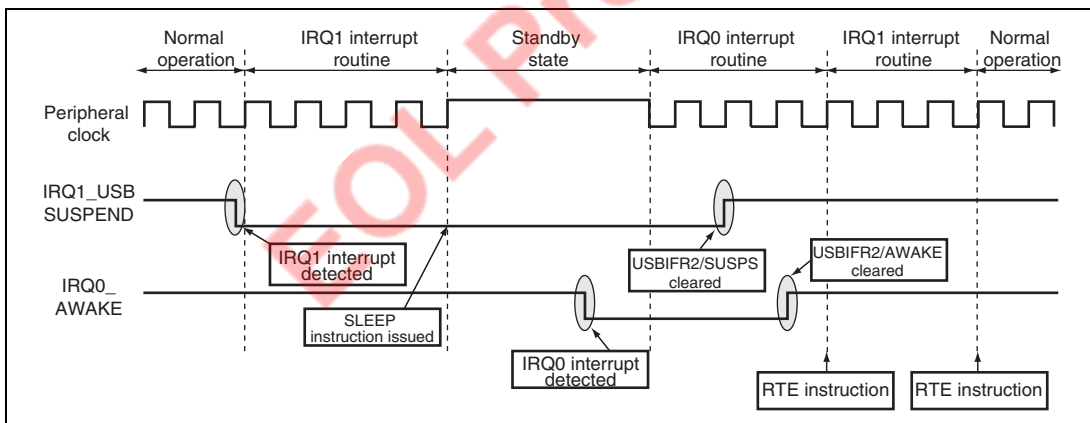 Normal
operation
IRQ1 interrupt
routine
Standby
state
IRQ0 interrupt
routine
IRQ1 interrupt
routine
Normal
operation
Peripheral
clock
IRQ1_USB
SUSPEND
IRQ1 interrupt
detected
USBIFR2/SUSPS
cleared
USBIFR2/AWAKE
cleared
IRQ0_
AWAKE
SLEEP
instruction issued
IRQ0 interrupt
detected
RTE instruction
RTE instruction
EOL Pro